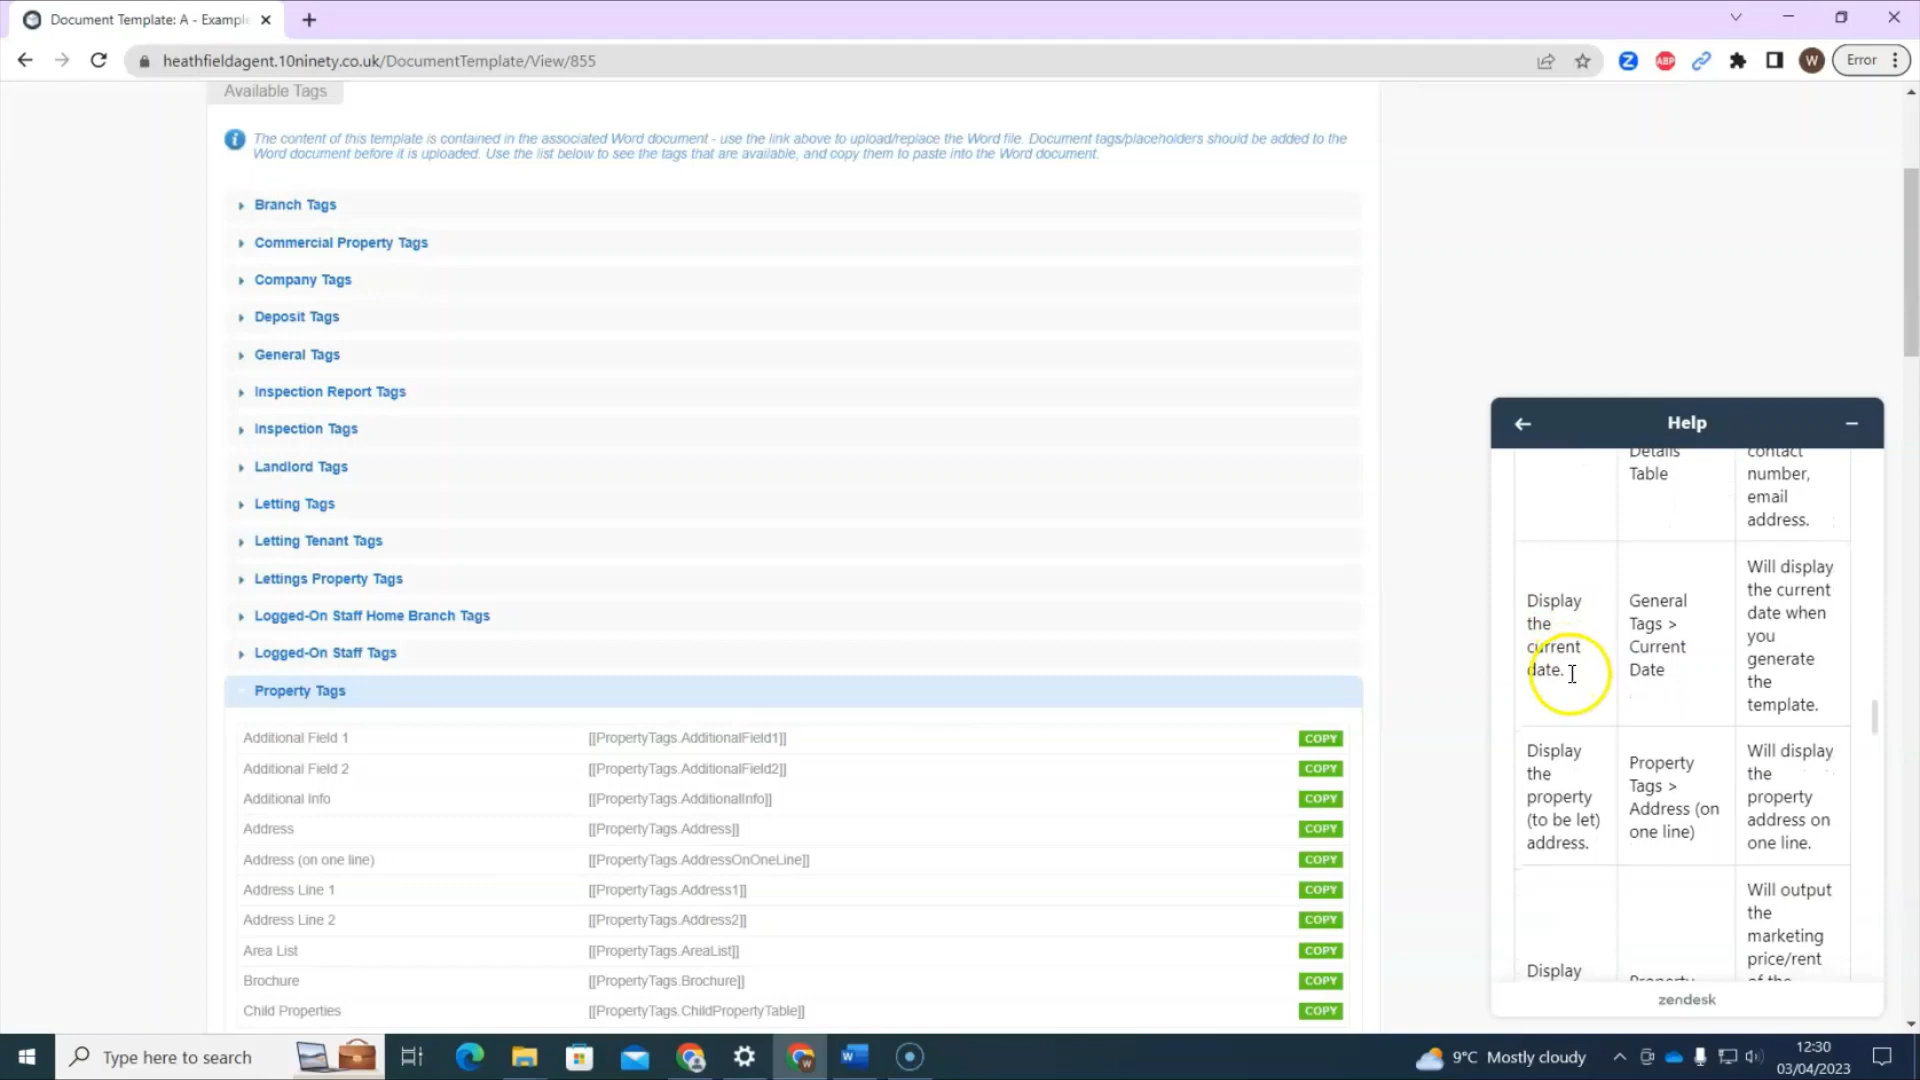 Document Template: A - Example
heathfieldagent.10ninety.co.uk/DocumentTemplate/View/855
ABP
W
Error
Available Tags
The content of this template is contained in the associated Word document - use the link above to upload/replace the Word file. Document tags/placeholders should be added to the
Word document before it is uploaded. Use the list below to see the tags that are available, and copy them to paste into the Word document.
Branch Tags
Commercial Property Tags
Company Tags
Deposit Tags
General Tags
Inspection Report Tags
Inspection Tags
Landlord Tags
Letting Tags
Letting Tenant Tags
Lettings Property Tags
Logged-On Staff Home Branch Tags
Logged-On Staff Tags
Property Tags
Additional Field 1 [[PropertyTags.AdditionalField1]] COPY
Additional Field 2 [[PropertyTags.AdditionalField2]] COPY
Additional Info [[PropertyTags.AdditionalInfo]] COPY
Address [[PropertyTags.Address]] COPY
Address (on one line) [[PropertyTags.AddressOnOneLine]] COPY
Address Line 1 [[PropertyTags.Address1]] COPY
Address Line 2 [[PropertyTags.Address2]] COPY
Area List [[PropertyTags.AreaList]] COPY
Brochure [[PropertyTags.Brochure]] COPY
Child Properties [[PropertyTags.ChildPropertyTable]] COPY
Help
Details
Table
contact
number,
email
address.
Display
the
current
date.
General
Tags >
Current
Date
Will display
the current
date when
you
generate
the
template.
Display
the
property
(to be let)
address.
Property
Tags >
Address (on
one line)
Will display
the
property
address on
one line.
Display
Property
Will output
the
marketing
price/rent
of the
zendesk
Type here to search
9°C Mostly cloudy
12:30
03/04/2023